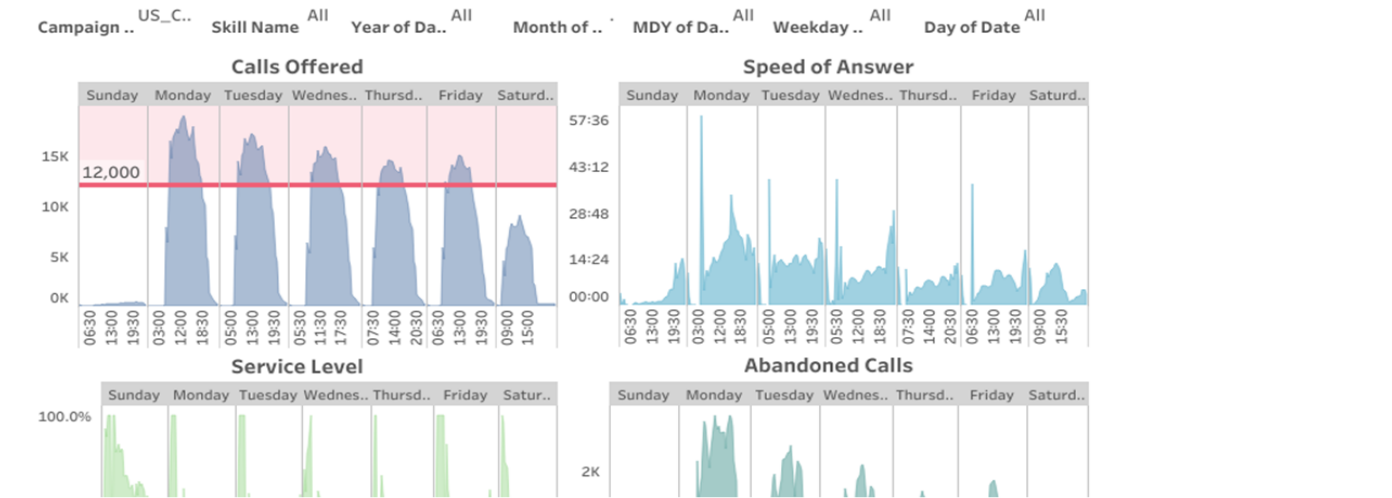 Campaign .. US_C.. Skill Name All Year of Da.. All Month of .. . MDY of Da.. All Weekday .. All Day of Date All
Calls Offered
Sunday Monday Tuesday Wednes.. Thursd.. Friday Saturd..
15K
12,000
10K
5K
0K
06:30 13:00 19:30 03:00 12:00 18:30 05:00 13:00 19:30 05:30 11:30 17:30 07:30 14:00 20:30 06:30 13:00 19:30 09:00 15:00
Speed of Answer
Sunday Monday Tuesday Wednes.. Thursd.. Friday Saturd..
57:36
43:12
28:48
14:24
00:00
06:30 13:00 19:30 03:00 12:00 18:30 05:00 13:00 19:30 05:30 12:00 18:30 07:30 14:00 20:30 06:30 13:00 19:30 09:00 15:30
Service Level
Sunday Monday Tuesday Wednes.. Thursd.. Friday Satur..
100.0%
Abandoned Calls
Sunday Monday Tuesday Wednes.. Thursd.. Friday Saturd..
2K